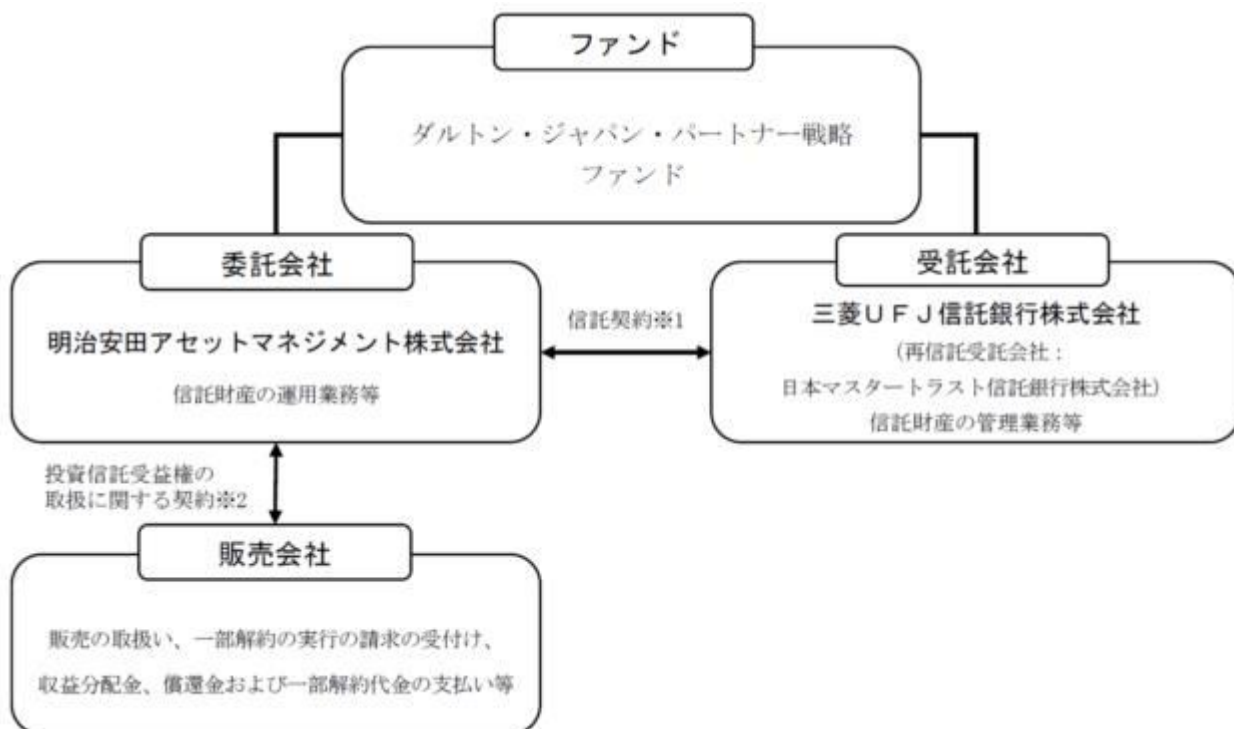 ファンド
ダルトン・ジャパン・パートナー戦略
ファンド
委託会社
明治安田アセットマネジメント株式会社
信託財産の運用業務等
信託契約※1
受託会社
三菱UFJ信託銀行株式会社
(再信託受託会社:
日本マスタートラスト信託銀行株式会社)
信託財産の管理業務等
投資信託受益権の
取扱に関する契約※2
販売会社
販売の取扱い、一部解約の実行の請求の受付け、
収益分配金、償還金および一部解約代金の支払い等